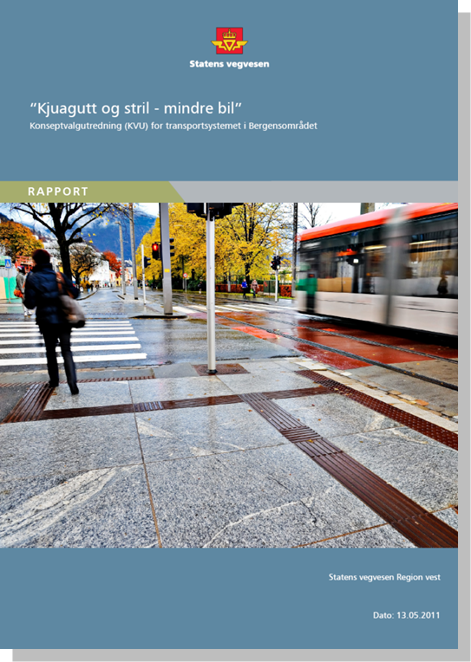 Statens vegvesen
“Kjuagutt og stril - mindre bil”
Konseptvalgutredning (KVU) for transportsystemet i Bergensområdet
RAPPORT
Statens vegvesen Region vest
Dato: 13.05.2011